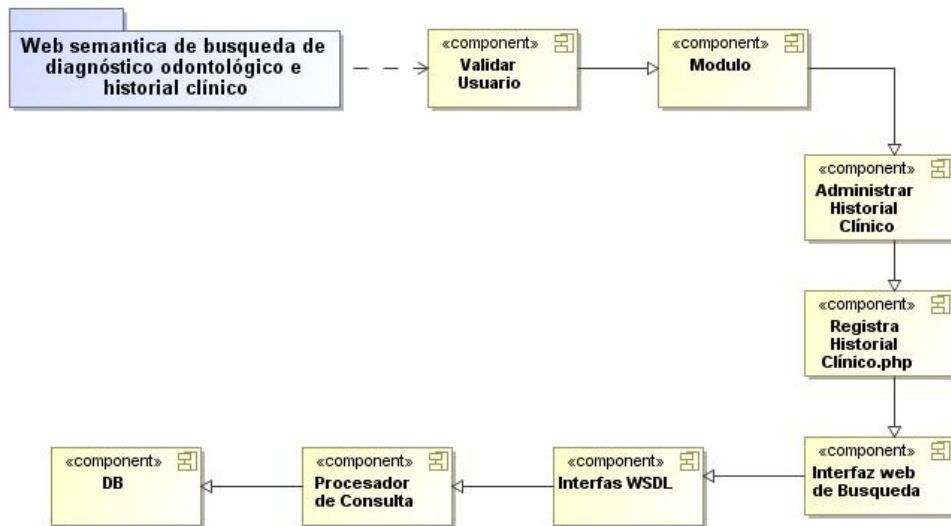 Web semantica de busqueda de
diagnóstico odontológico e
historial clínico
«component»
Validar
Usuario
«component»
Modulo
«component»
Administrar
Historial
Clínico
«component»
Registra
Historial
Clínico.php
«component»
Interfaz web
de Busqueda
«component»
Interfas WSDL
«component»
Procesador
de Consulta
«component»
DB